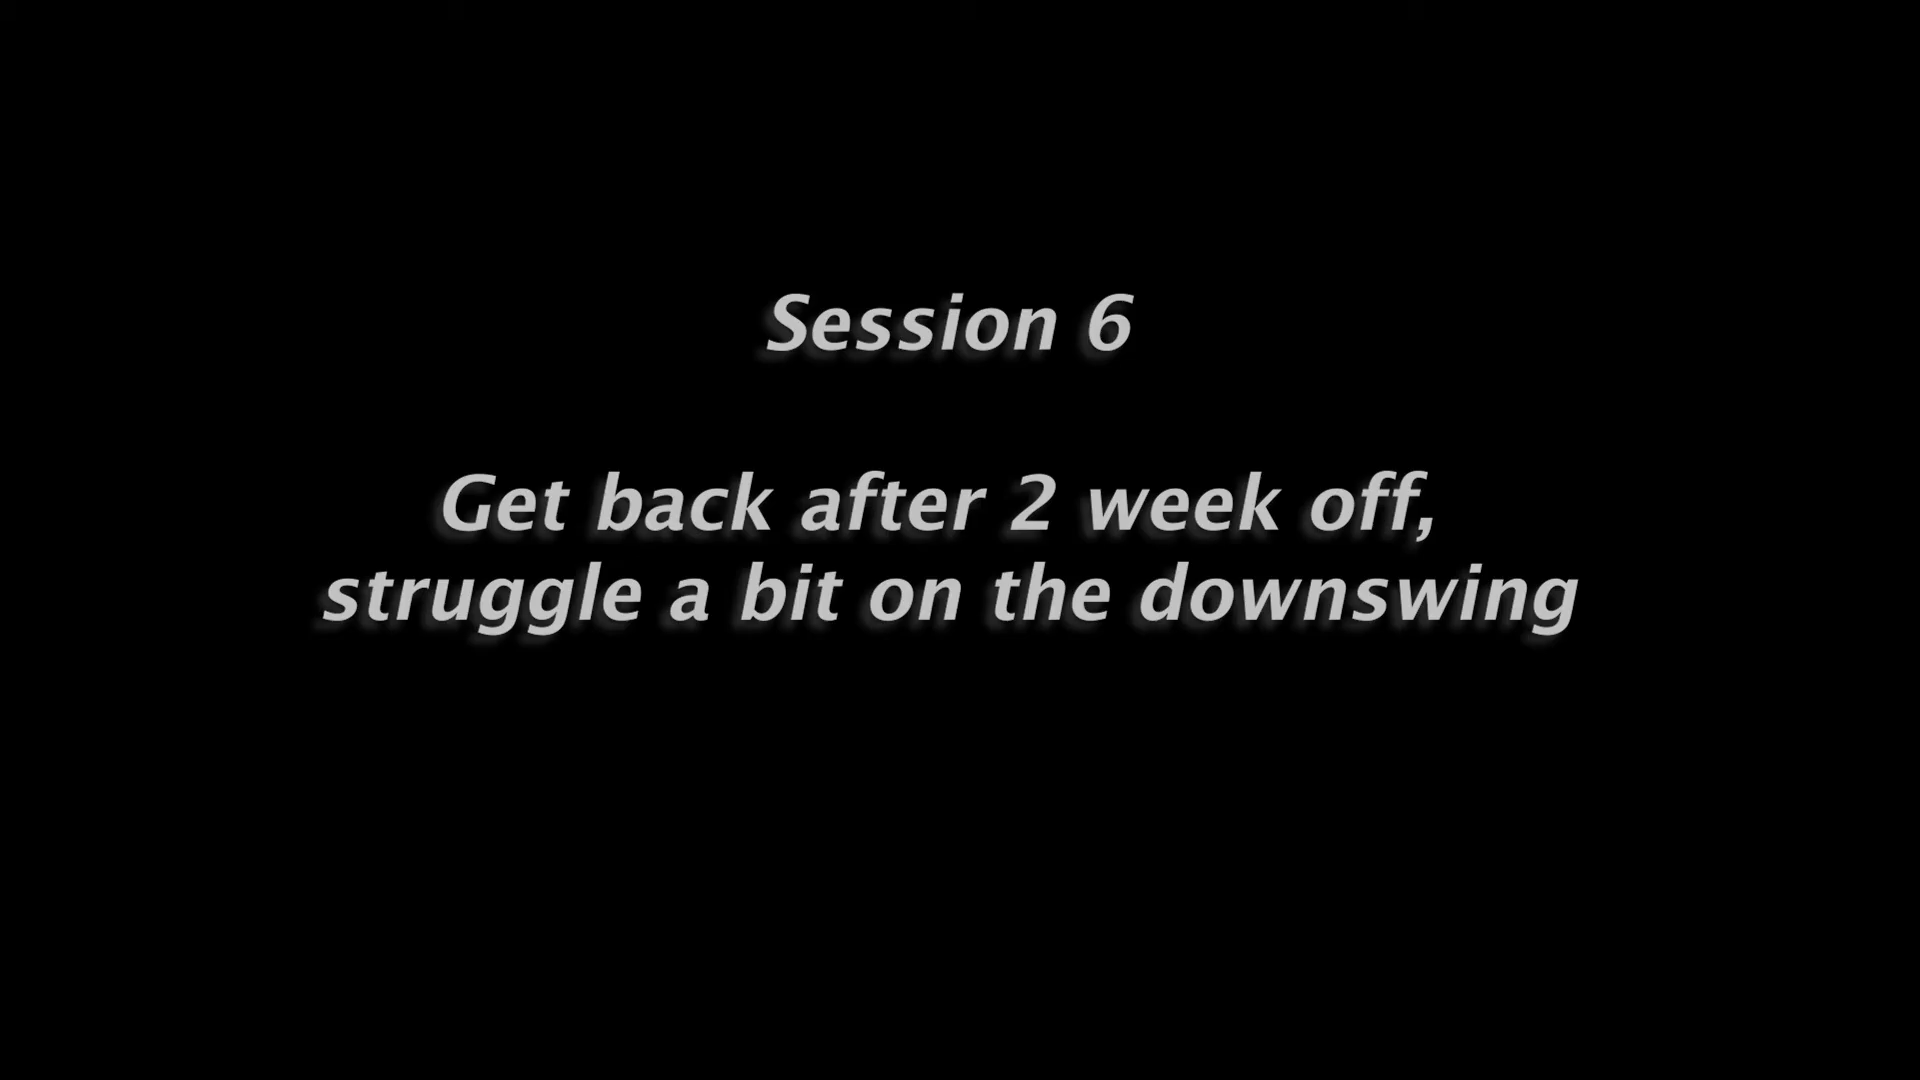 Session 6
Get back after 2 week off,
struggle a bit on the downswing